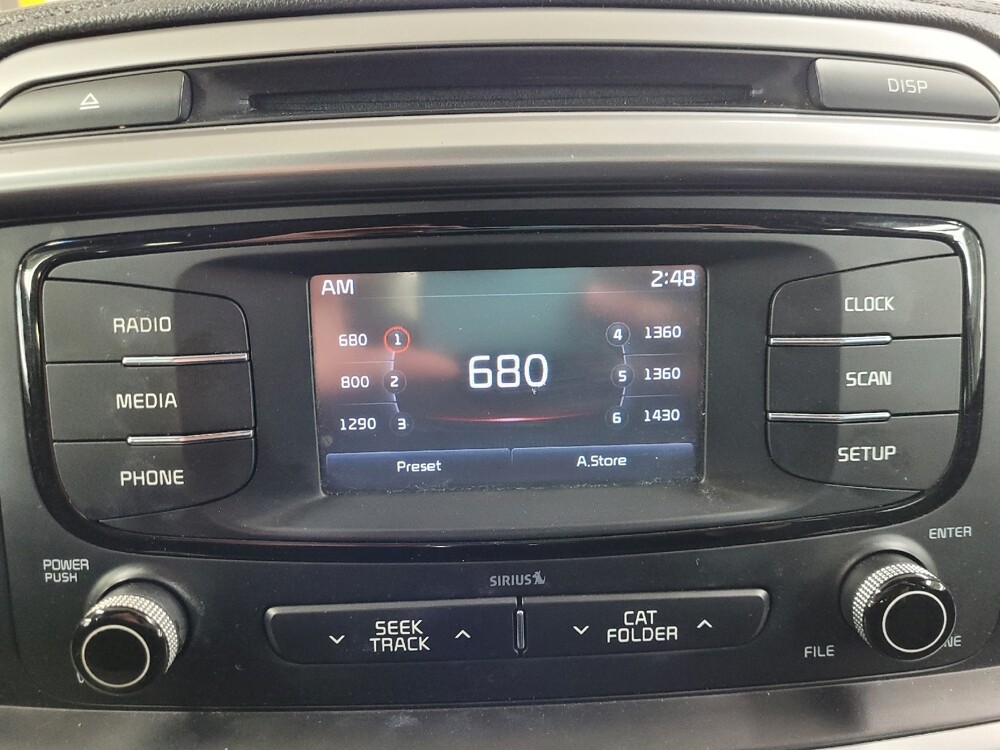 DISP
RADIO
MEDIA
PHONE
AM 2:48
680 1
800 2
1290 3
680
4 1360
5 1360
6 1430
Preset A.Store
CLOCK
SCAN
SETUP
POWER
PUSH
SIRIUS
SEEK
TRACK
CAT
FOLDER
ENTER
FILE